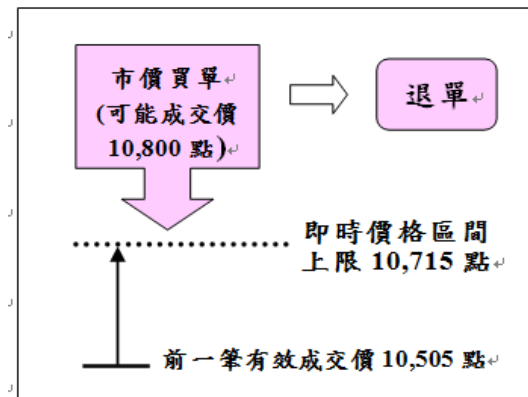 市價買單
(可能成交價
10,800 點)
退單
即時價格區間
上限 10,715 點
前一筆有效成交價 10,505 點